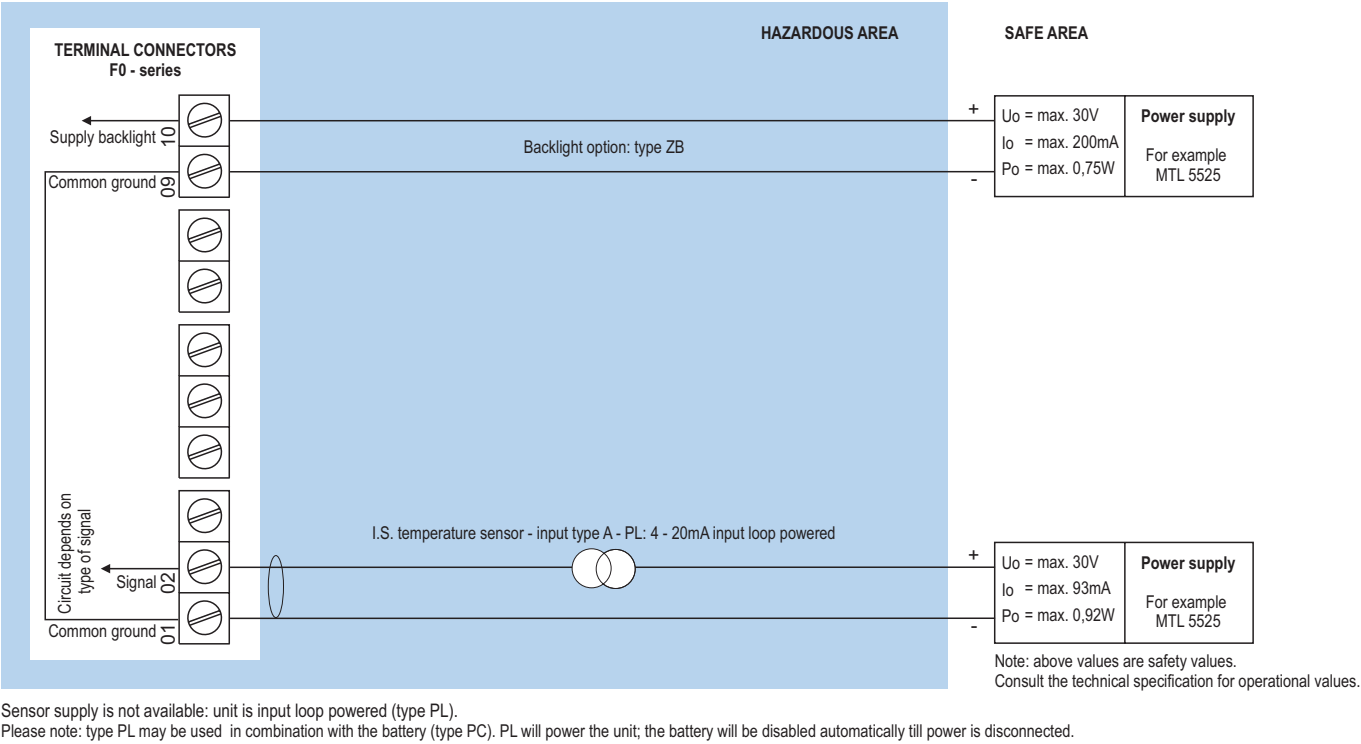 HAZARDOUS AREA
SAFE AREA
TERMINAL CONNECTORS
F0 - series
Supply backlight
10
Common ground
09
Backlight option: type ZB
+
-
Uo = max. 30V
Io = max. 200mA
Po = max. 0,75W
Power supply
For example
MTL 5525
Circuit depends on
type of signal
Signal
02
Common ground
01
I.S. temperature sensor - input type A - PL: 4 - 20mA input loop powered
+
-
Uo = max. 30V
Io = max. 93mA
Po = max. 0,92W
Power supply
For example
MTL 5525
Note: above values are safety values.
Consult the technical specification for operational values.
Sensor supply is not available: unit is input loop powered (type PL).
Please note: type PL may be used in combination with the battery (type PC). PL will power the unit; the battery will be disabled automatically till power is disconnected.